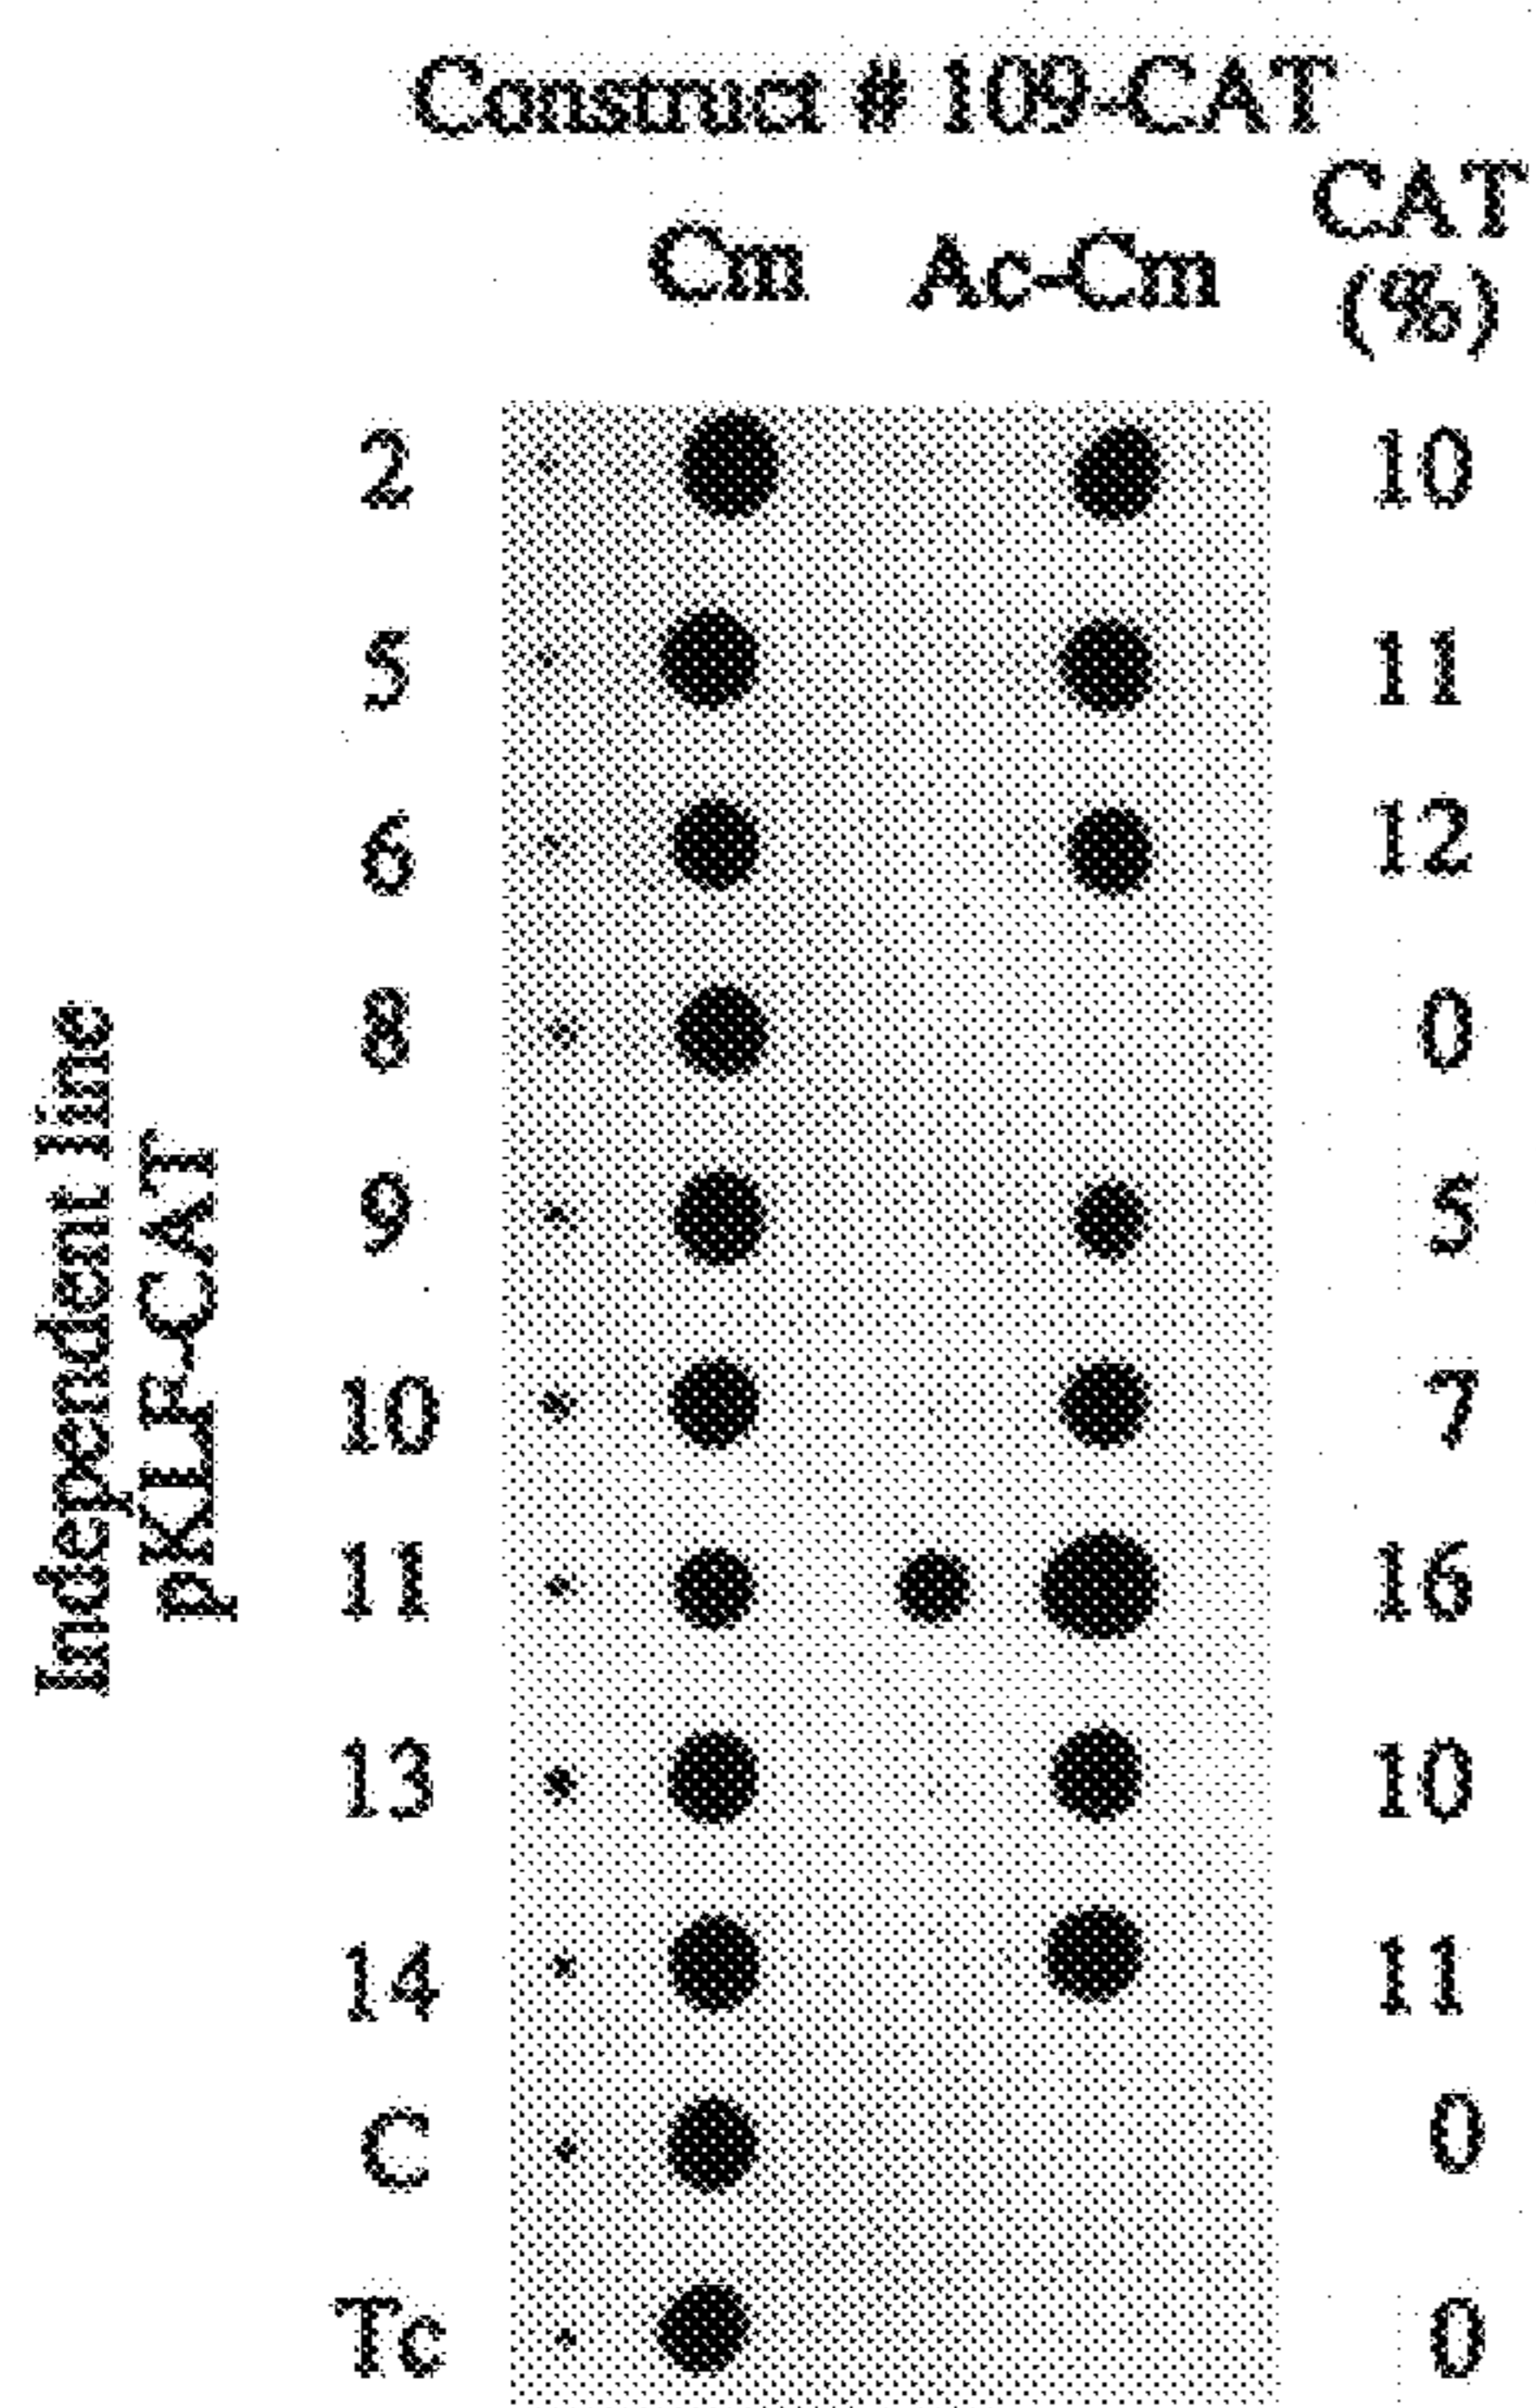 Construct # 109-CAT
Cm Ac-Cm CAT (%)
2 10
5 11
6 12
8 0
9 5
10 7
11 16
13 10
14 11
C 0
Tc 0
Independent line
pKLP-CAT